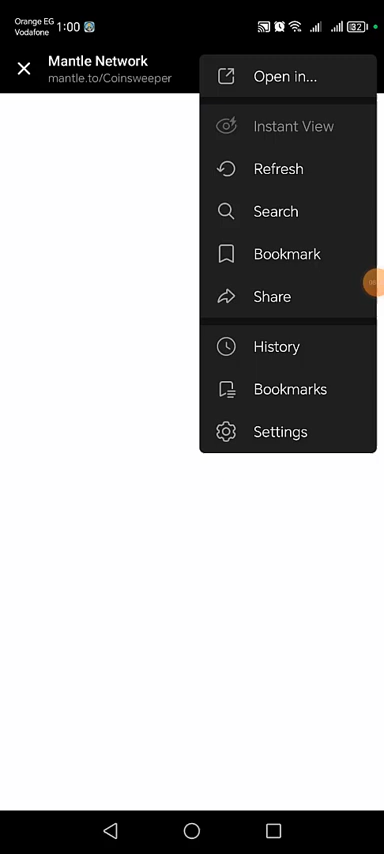 Orange EG
Vodafone
1:00
32
Mantle Network
mantle.to/Coinsweeper
Open in...
Instant View
Refresh
Search
Bookmark
Share
History
Bookmarks
Settings